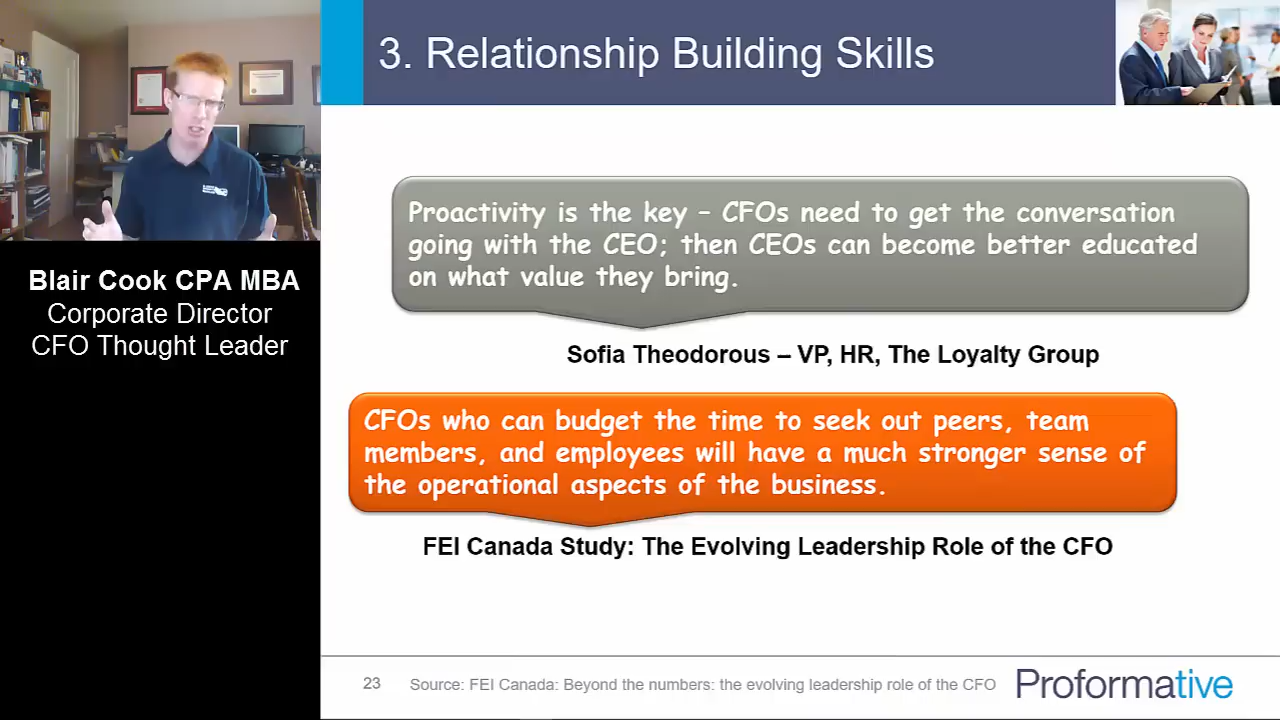 3. Relationship Building Skills
Proactivity is the key – CFOs need to get the conversation
going with the CEO; then CEOs can become better educated
on what value they bring.
Sofia Theodorous – VP, HR, The Loyalty Group
CFOs who can budget the time to seek out peers, team
members, and employees will have a much stronger sense of
the operational aspects of the business.
FEI Canada Study: The Evolving Leadership Role of the CFO
Blair Cook CPA MBA
Corporate Director
CFO Thought Leader
23
Source: FEI Canada: Beyond the numbers: the evolving leadership role of the CFO
Proformative